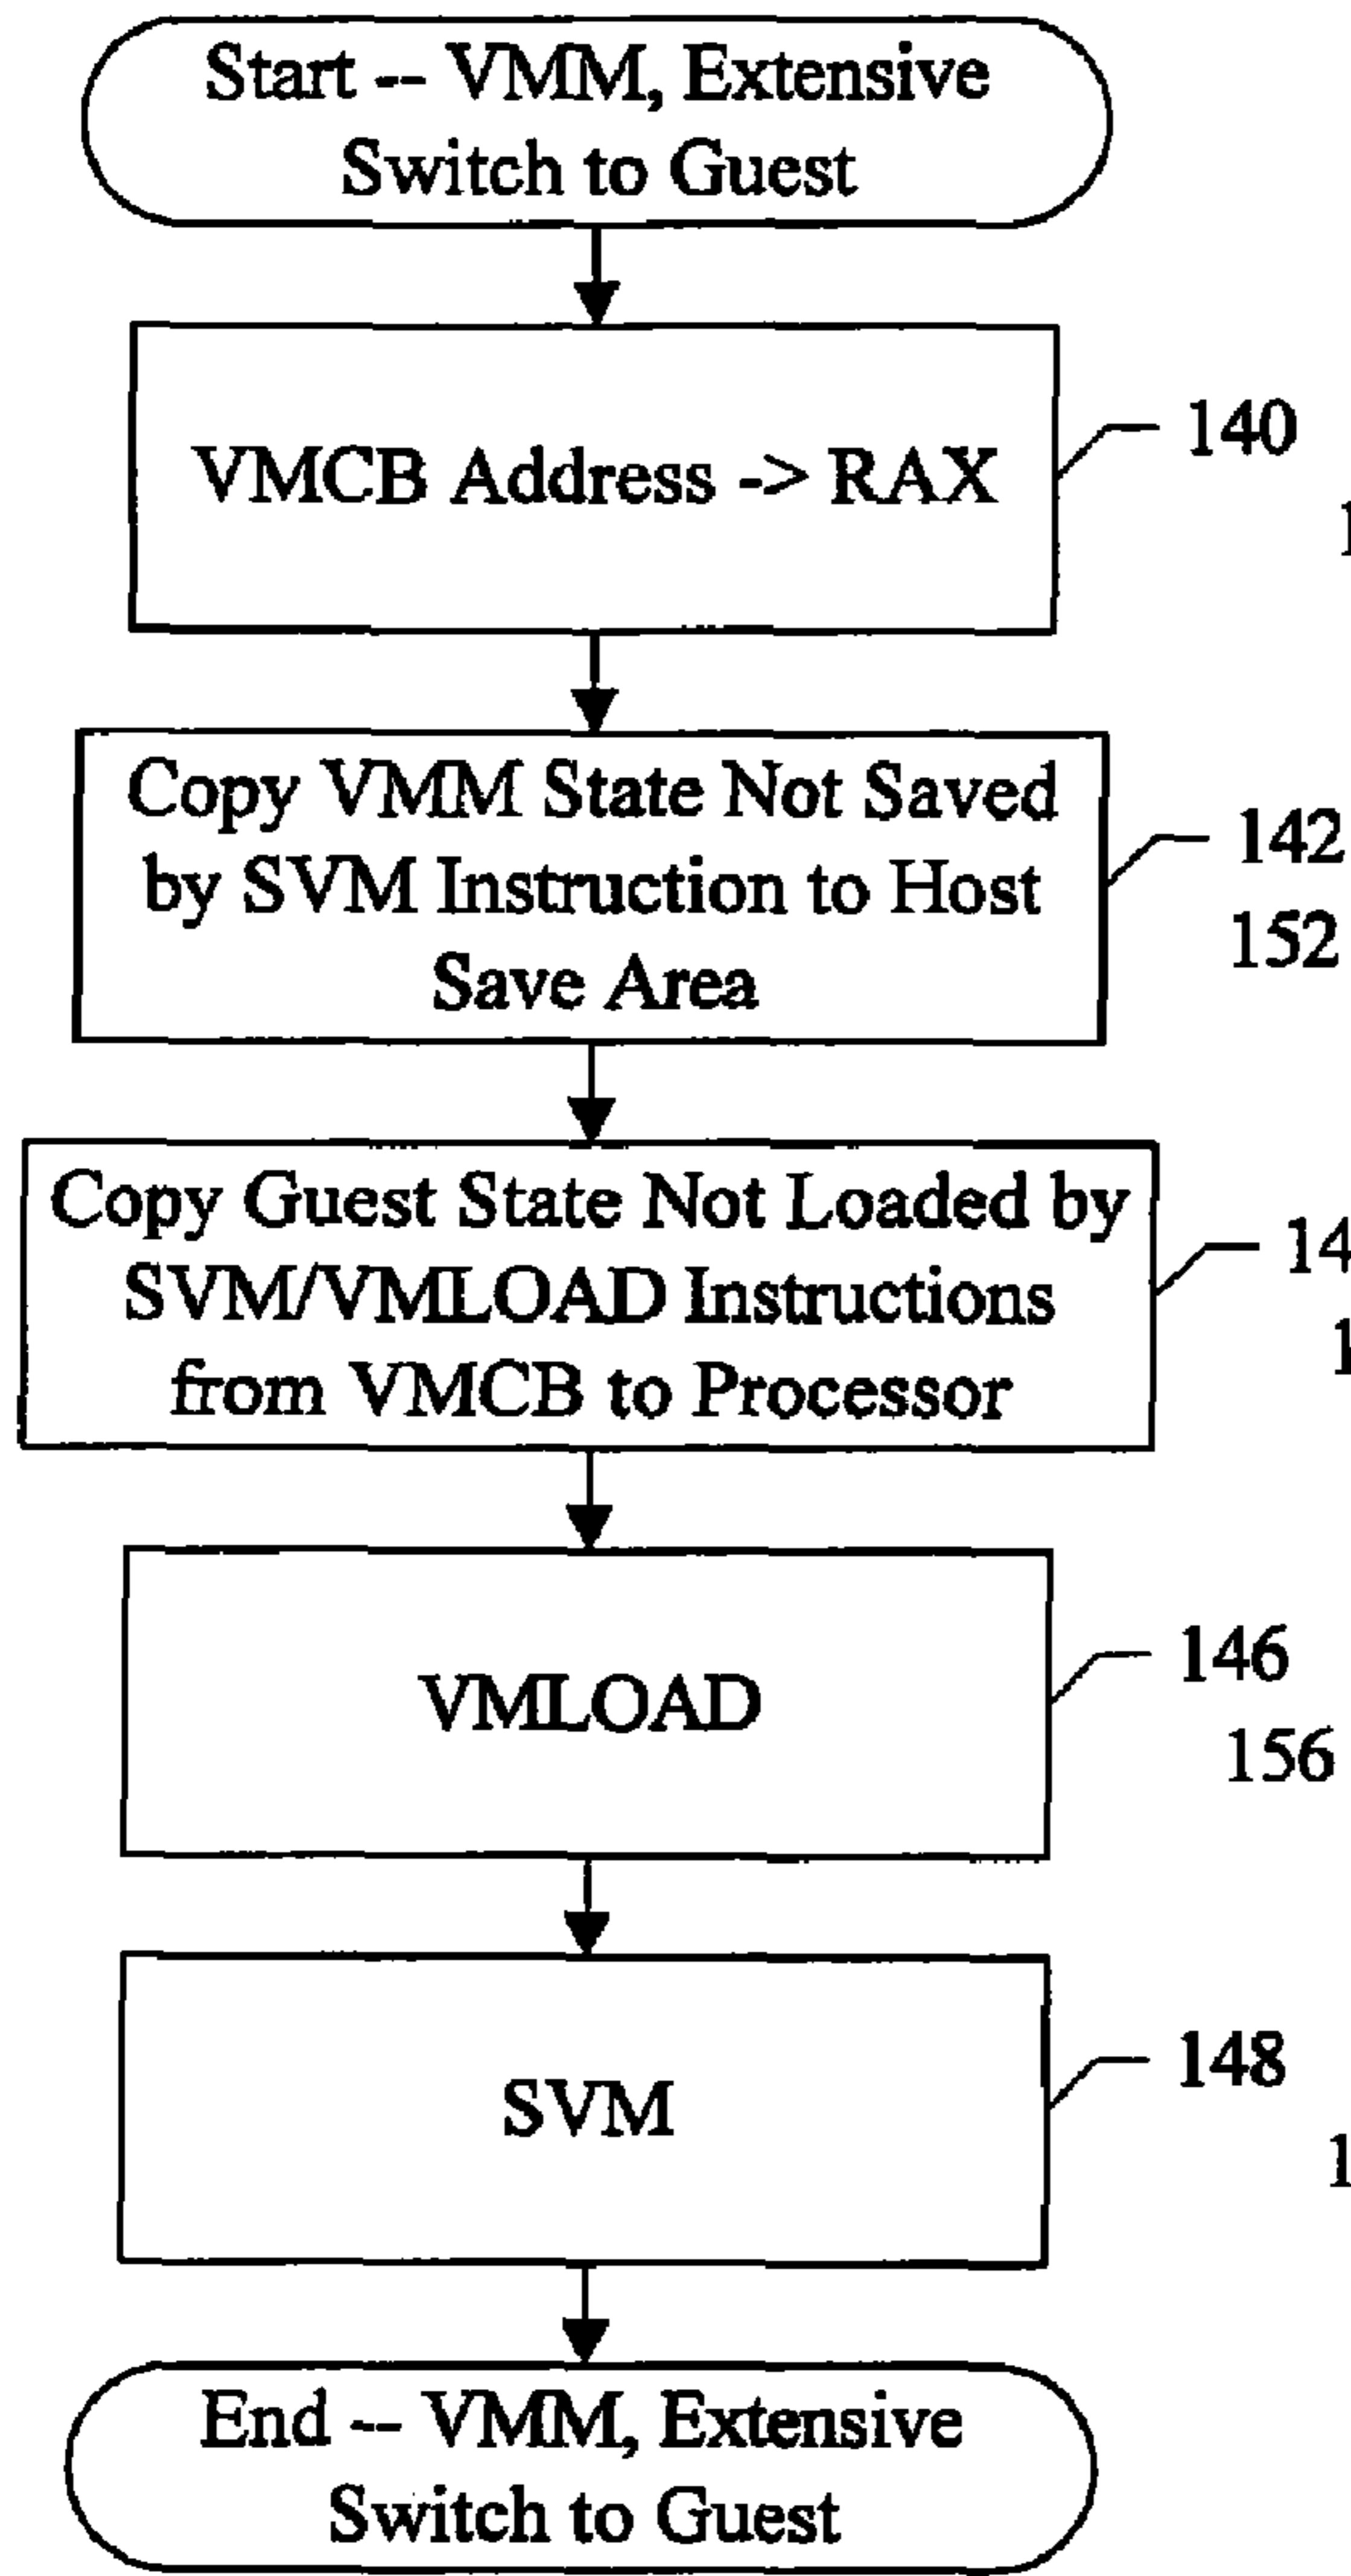 Start -- VMM, Extensive
Switch to Guest
VMCB Address -> RAX
140
Copy VMM State Not Saved
by SVM Instruction to Host
Save Area
142
152
Copy Guest State Not Loaded by
SVM/VMLOAD Instructions
from VMCB to Processor
VMLOAD
146
156
SVM
148
End -- VMM, Extensive
Switch to Guest